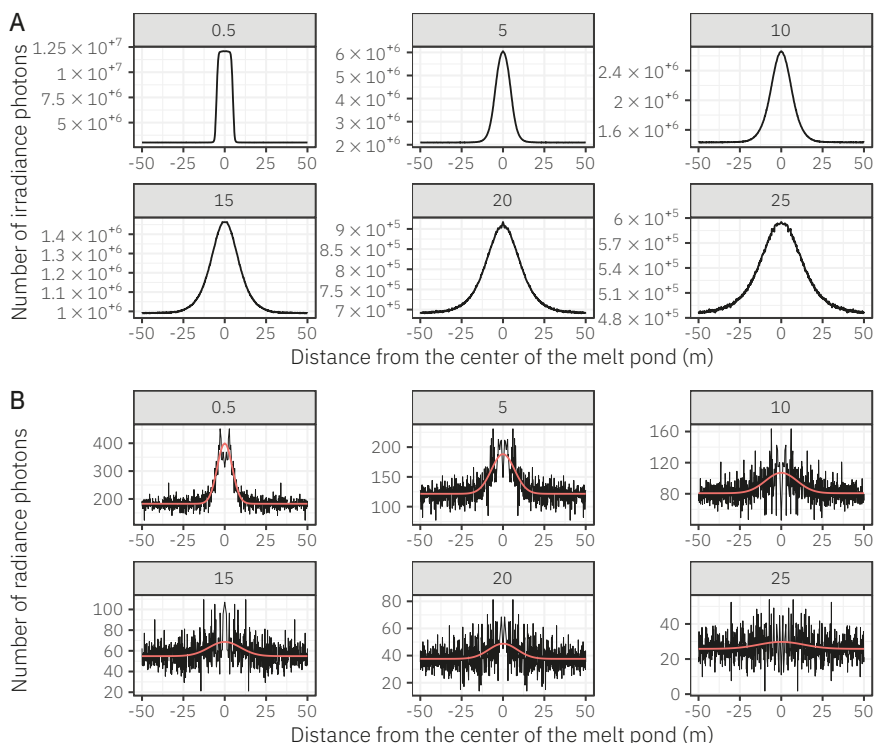 A
Number of irradiance photons
0.5 5 10
1.25 × 10⁺⁷
1 × 10⁺⁷
7.5 × 10⁺⁶
5 × 10⁺⁶
6 × 10⁺⁶
5 × 10⁺⁶
4 × 10⁺⁶
3 × 10⁺⁶
2 × 10⁺⁶
2.4 × 10⁺⁶
2 × 10⁺⁶
1.6 × 10⁺⁶
-50 -25 0 25 50 -50 -25 0 25 50 -50 -25 0 25 50
15 20 25
1.4 × 10⁺⁶
1.3 × 10⁺⁶
1.2 × 10⁺⁶
1.1 × 10⁺⁶
1 × 10⁺⁶
9 × 10⁺⁵
8.5 × 10⁺⁵
8 × 10⁺⁵
7.5 × 10⁺⁵
7 × 10⁺⁵
6 × 10⁺⁵
5.7 × 10⁺⁵
5.4 × 10⁺⁵
5.1 × 10⁺⁵
4.8 × 10⁺⁵
-50 -25 0 25 50 -50 -25 0 25 50 -50 -25 0 25 50
Distance from the center of the melt pond (m)
B
Number of radiance photons
0.5 5 10
400
300
200
200
150
100
160
120
80
-50 -25 0 25 50 -50 -25 0 25 50 -50 -25 0 25 50
15 20 25
100
80
60
40
20
80
60
40
20
40
20
0
-50 -25 0 25 50 -50 -25 0 25 50 -50 -25 0 25 50
Distance from the center of the melt pond (m)